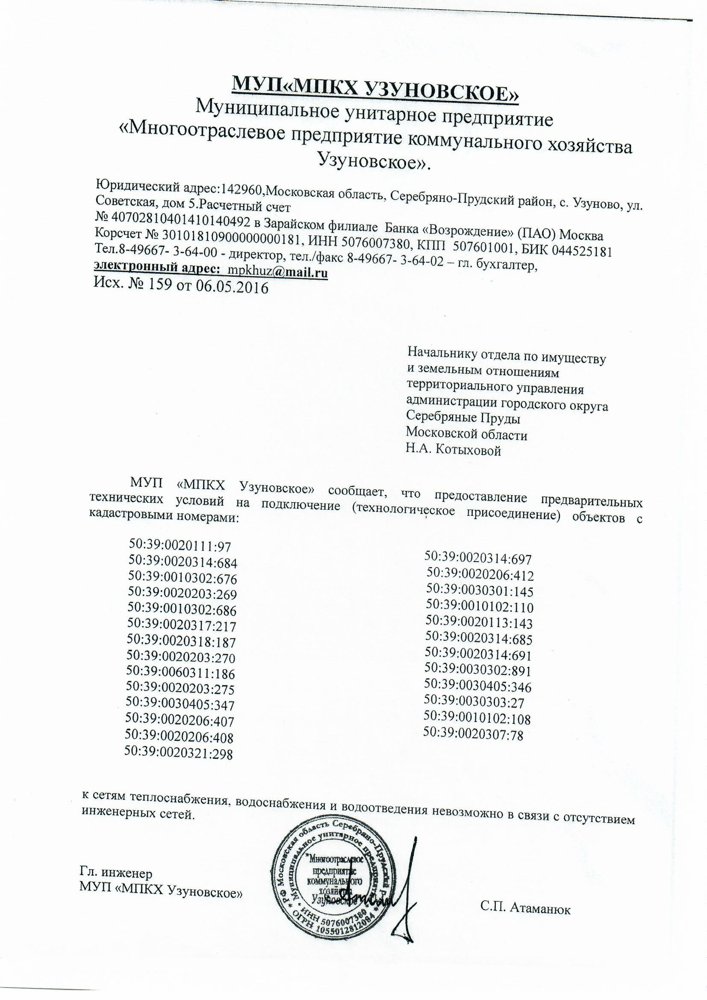 МУП«МПКХ УЗУНОВСКОЕ»
Муниципальное унитарное предприятие
«Многоотраслевое предприятие коммунального хозяйства
Узуновское».
Юридический адрес:142960,Московская область, Серебряно-Прудский район, с. Узуново, ул.
Советская, дом 5.Расчетный счет
№ 40702810401410140492 в Зарайском филиале Банка «Возрождение» (ПАО) Москва
Корсчет № 30101810900000000181, ИНН 5076007380, КПП 507601001, БИК 044525181
Тел.8-49667- 3-64-00 - директор, тел./факс 8-49667- 3-64-02 – гл. бухгалтер,
электронный адрес: mpkhuz@mail.ru
Исх. № 159 от 06.05.2016
Начальнику отдела по имуществу
и земельным отношениям
территориального управления
администрации городского округа
Серебряные Пруды
Московской области
Н.А. Котыховой
МУП «МПКХ Узуновское» сообщает, что предоставление предварительных
технических условий на подключение (технологическое присоединение) объектов с
кадастровыми номерами:
50:39:0020111:97
50:39:0020314:684
50:39:0010302:676
50:39:0020203:269
50:39:0010302:686
50:39:0020317:217
50:39:0020318:187
50:39:0020203:270
50:39:0060311:186
50:39:0020203:275
50:39:0030405:347
50:39:0020206:407
50:39:0020206:408
50:39:0020321:298
50:39:0020314:697
50:39:0020206:412
50:39:0030301:145
50:39:0010102:110
50:39:0020113:143
50:39:0020314:685
50:39:0020314:691
50:39:0030302:891
50:39:0030405:346
50:39:0030303:27
50:39:0010102:108
50:39:0020307:78
к сетям теплоснабжения, водоснабжения и водоотведения невозможно в связи с отсутствием
инженерных сетей.
Гл. инженер
МУП «МПКХ Узуновское»
С.П. Атаманюк
РФ Московская область Серебряно-Прудский р
* ОГРН 1055012812084 *
Муниципальное унитарное предприятие
* ИНН 5076007380
"Многоотраслевое
предприятие
коммунального
хозяйства
Узуновское